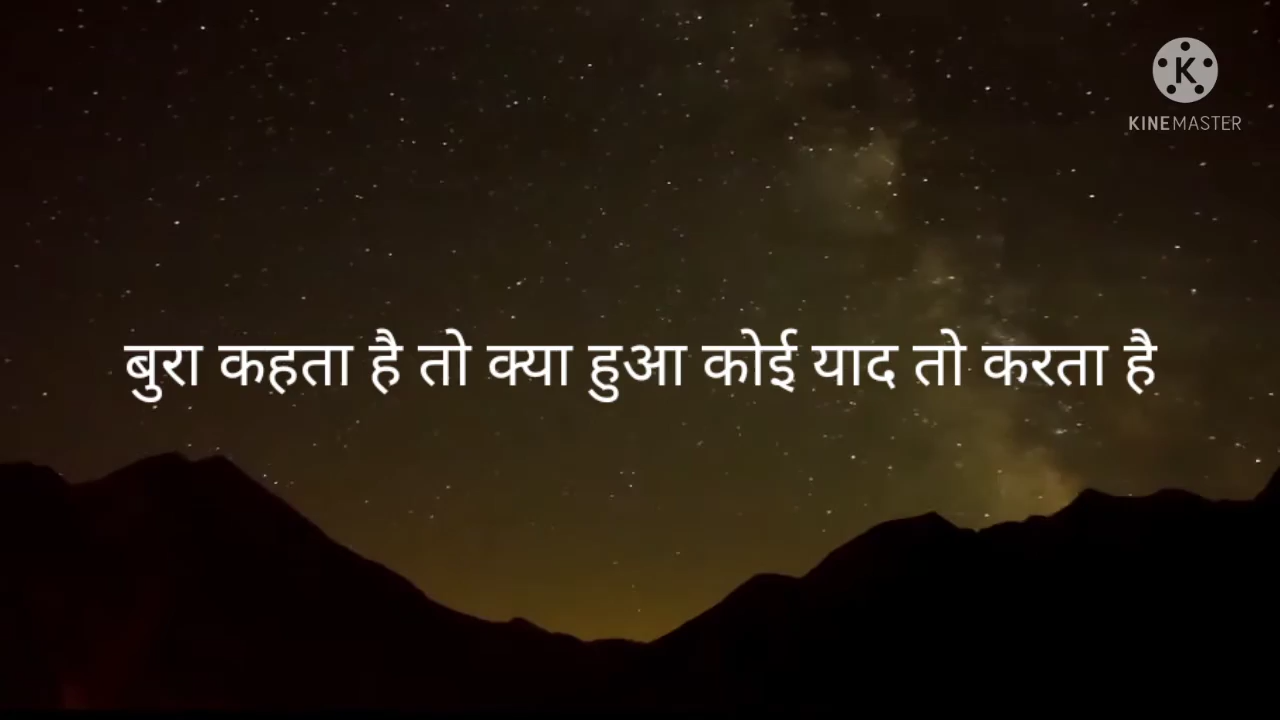 K
KINEMASTER
बुरा कहता है तो क्या हुआ कोई याद तो करता है